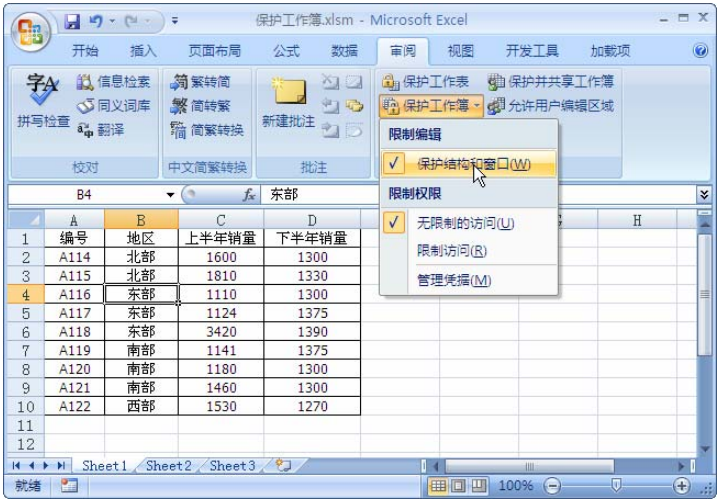 保护工作簿.xlsm - Microsoft Excel
开始 插入 页面布局 公式 数据 审阅 视图 开发工具 加载项
字A 信息检索 简 繁转简 保护工作表 保护并共享工作簿
同义词库 繁 简转繁 保护工作簿 允许用户编辑区域
拼写检查 翻译 简 简繁转换 新建批注
校对 中文简繁转换 批注
限制编辑
保护结构和窗口(W)
限制权限
无限制的访问(U)
限制访问(R)
管理凭据(M)
B4 fx 东部
A B C D H
1 编号 地区 上半年销量 下半年销量
2 A114 北部 1600 1300
3 A115 北部 1810 1330
4 A116 东部 1110 1300
5 A117 东部 1124 1375
6 A118 东部 3420 1390
7 A119 南部 1141 1375
8 A120 南部 1180 1300
9 A121 南部 1460 1300
10 A122 西部 1530 1270
11
12
Sheet1 Sheet2 Sheet3
就绪 100%